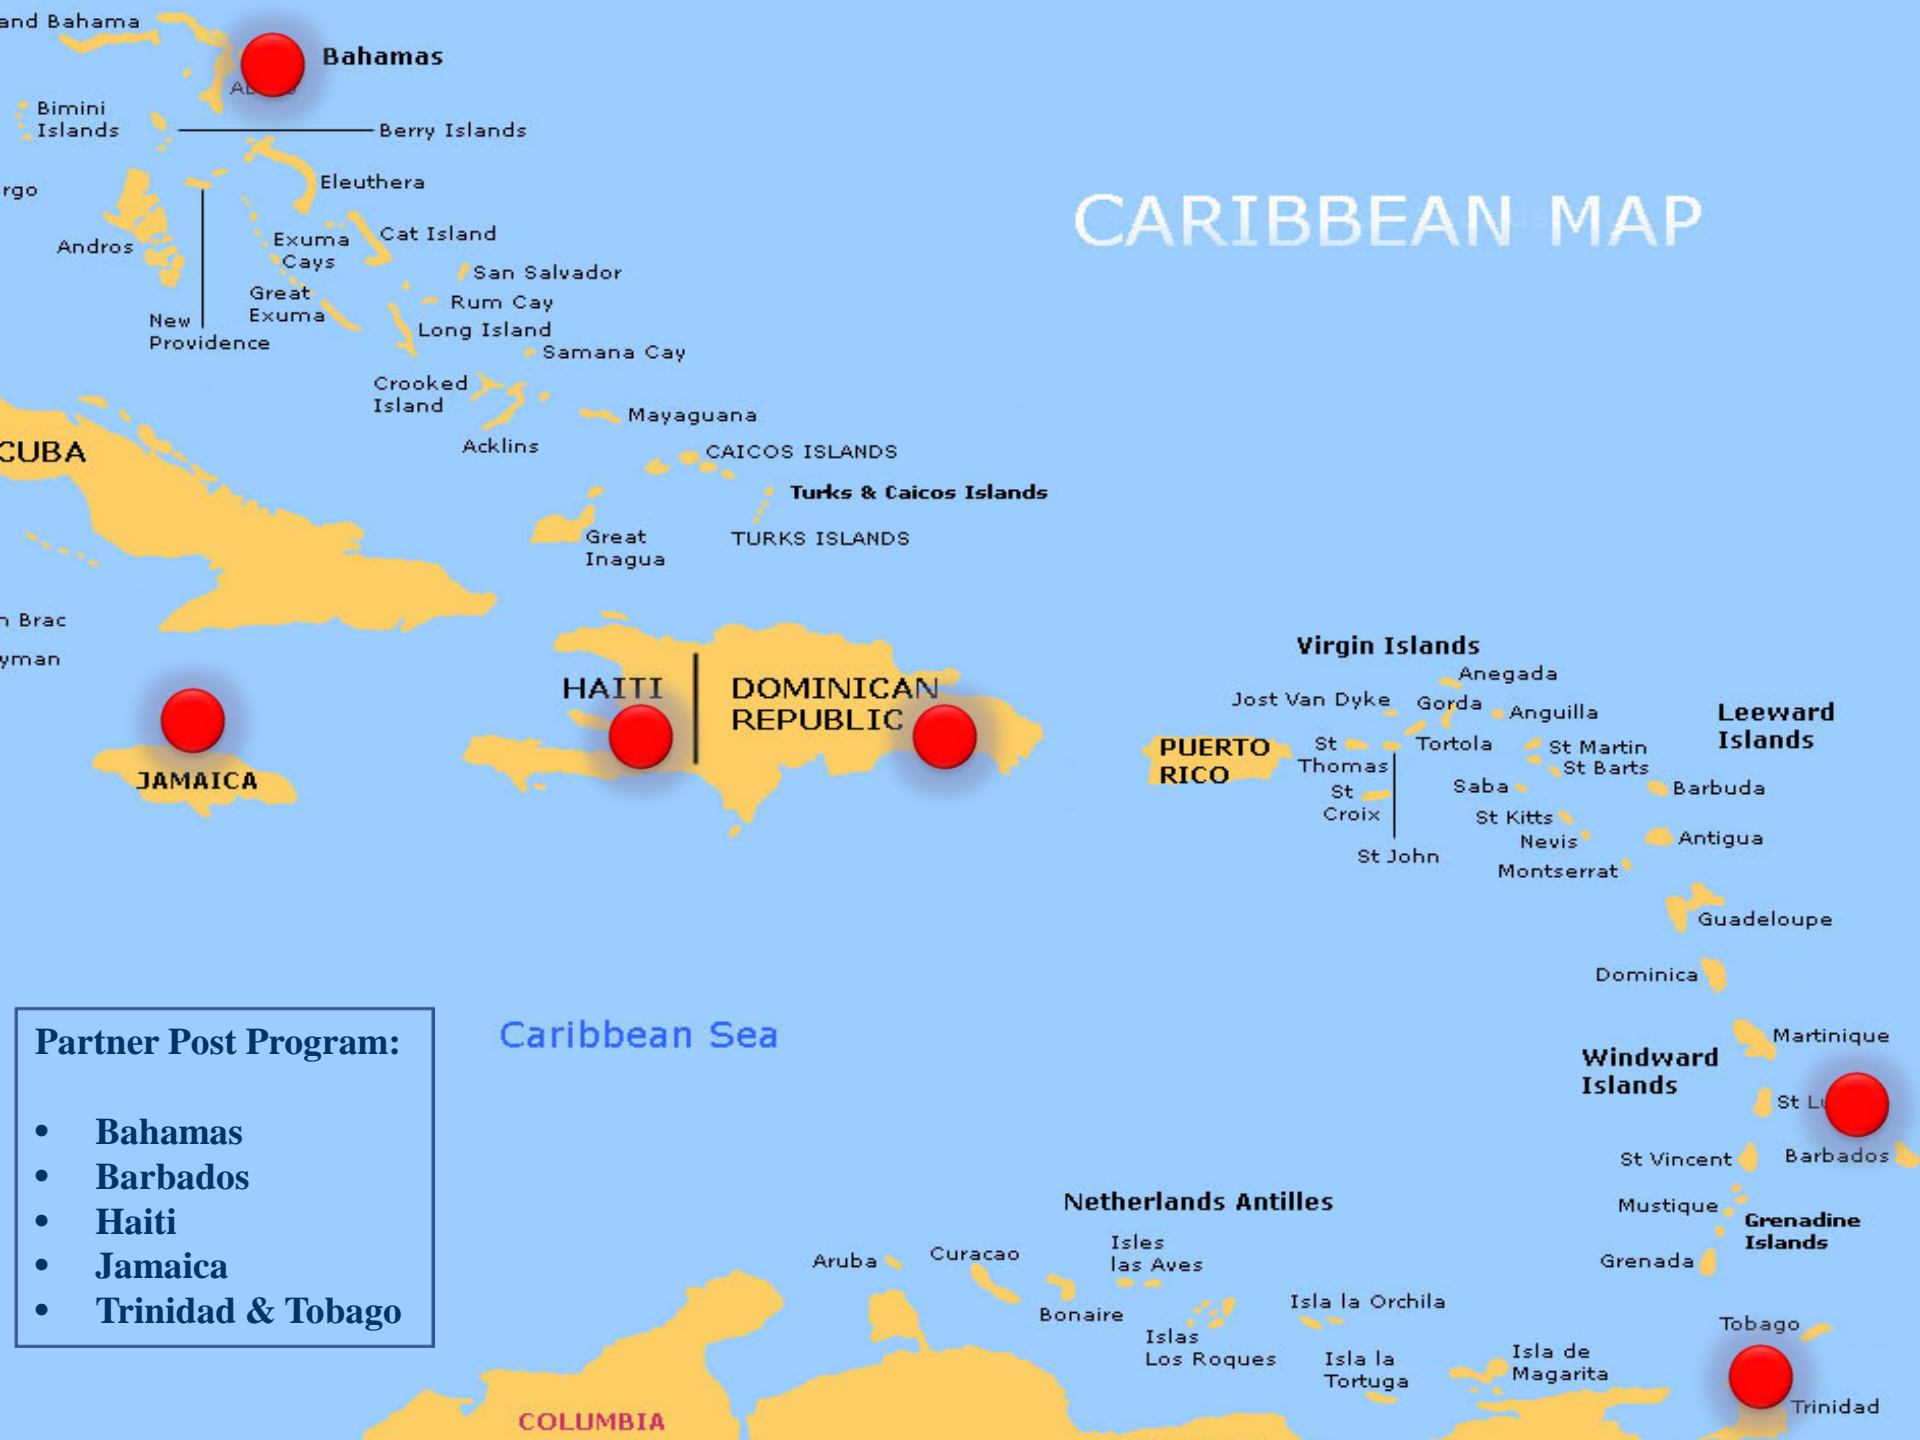 and Bahama
Bahamas
Bimini
Islands
Berry Islands
rgo
Eleuthera
Andros
Exuma
Cays
Cat Island
San Salvador
Great
Exuma
Rum Cay
New
Providence
Long Island
Samana Cay
CARIBBEAN MAP
Crooked
Island
Mayaguana
Acklins
CUBA
CAICOS ISLANDS
Turks & Caicos Islands
TURKS ISLANDS
Great
Inagua
n Brac
yman
HAITI
DOMINICAN
REPUBLIC
JAMAICA
PUERTO
RICO
Virgin Islands
Anegada
Jost Van Dyke
Gorda
Anguilla
St
Thomas
Tortola
St Martin
St Barts
St
Croix
Saba
St John
St Kitts
Nevis
Montserrat
Leeward
Islands
Barbuda
Antigua
Guadeloupe
Dominica
Martinique
Windward
Islands
St L
St Vincent
Barbados
Mustique
Grenadine
Islands
Grenada
Caribbean Sea
Netherlands Antilles
Aruba
Curacao
Isles
las Aves
Bonaire
Islas
Los Roques
Isla la Orchila
Isla la
Tortuga
Isla de
Magarita
Tobago
Trinidad
COLUMBIA
Partner Post Program:
• Bahamas
• Barbados
• Haiti
• Jamaica
• Trinidad & Tobago